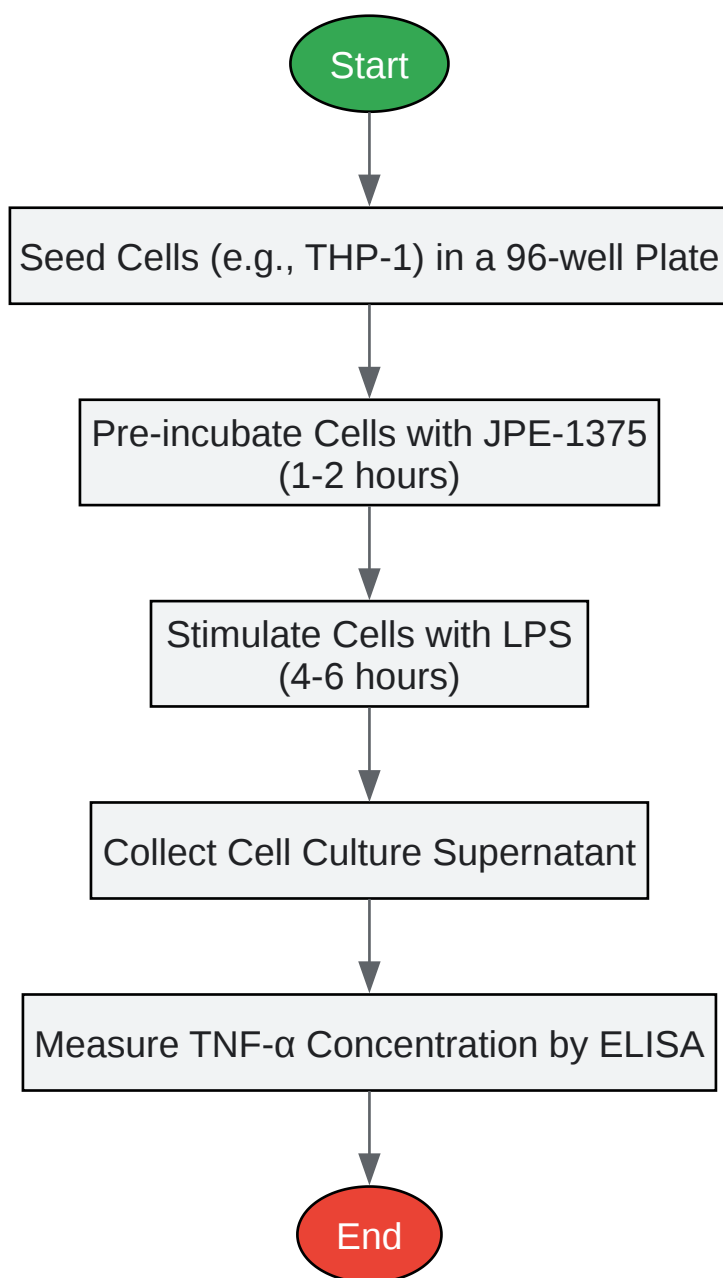 Start
Seed Cells (e.g., THP-1) in a 96-well Plate
Pre-incubate Cells with JPE-1375
(1-2 hours)
Stimulate Cells with LPS
(4-6 hours)
Collect Cell Culture Supernatant
Measure TNF-α Concentration by ELISA
End